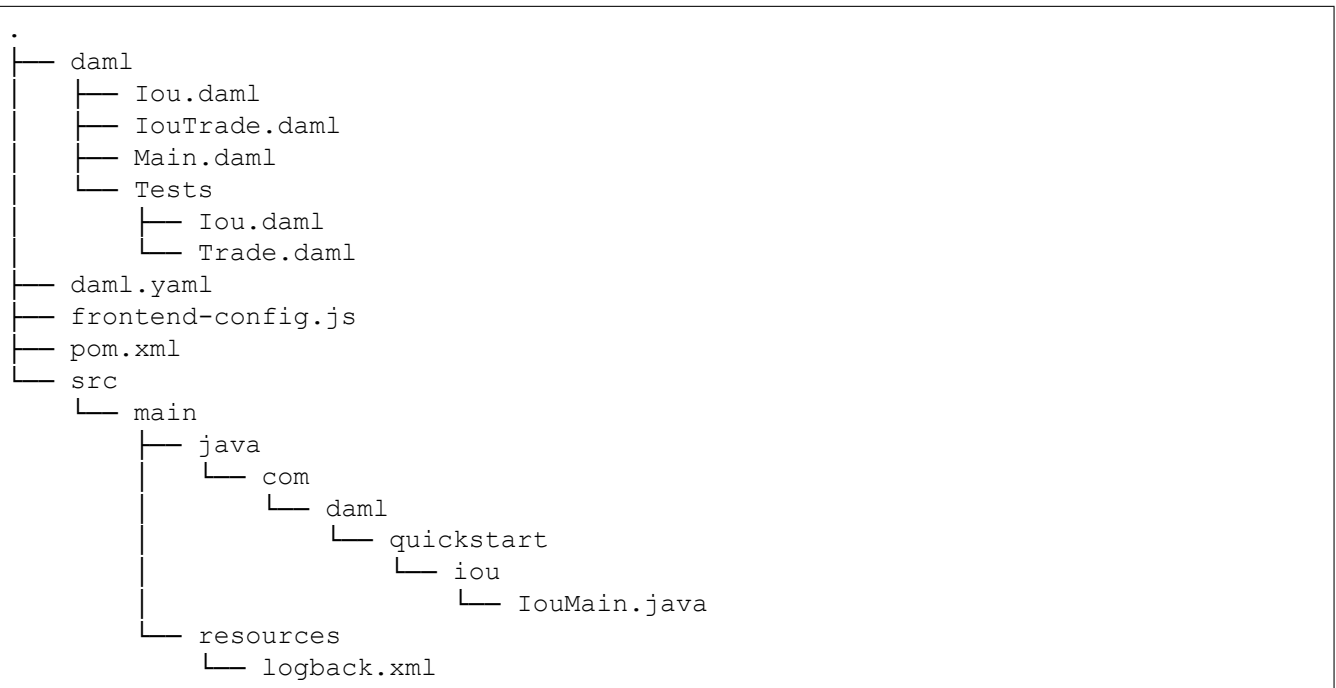 .
├── daml
│   ├── Iou.daml
│   ├── IouTrade.daml
│   ├── Main.daml
│   └── Tests
│       ├── Iou.daml
│       └── Trade.daml
├── daml.yaml
├── frontend-config.js
├── pom.xml
└── src
    └── main
        ├── java
        │   └── com
        │       └── daml
        │           └── quickstart
        │               └── iou
        │                   └── IouMain.java
        └── resources
            └── logback.xml